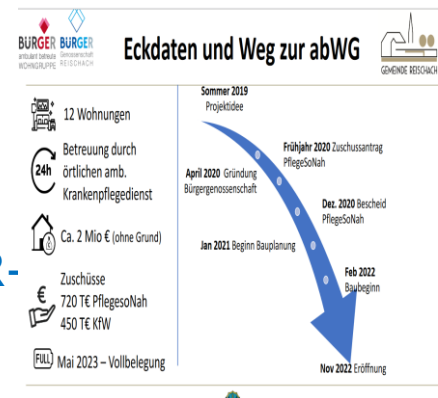 BÜRGER BÜRGER
ambulant betreute Genossenschaft
WOHNGRUPPE REISCHACH
Eckdaten und Weg zur abWG
GEMEINDE REISCHACH
12 Wohnungen
24h
Betreuung durch
örtlichen amb.
Krankenpflegedienst
Ca. 2 Mio € (ohne Grund)
R-
€
Zuschüsse
720 T€ PflegesoNah
450 T€ KfW
FULL
Mai 2023 – Vollbelegung
Sommer 2019
Projektidee
Frühjahr 2020 Zuschussantrag
PflegeSoNah
April 2020 Gründung
Bürgergenossenschaft
Dez. 2020 Bescheid
PflegeSoNah
Jan 2021 Beginn Bauplanung
Feb 2022
Baubeginn
Nov 2022 Eröffnung